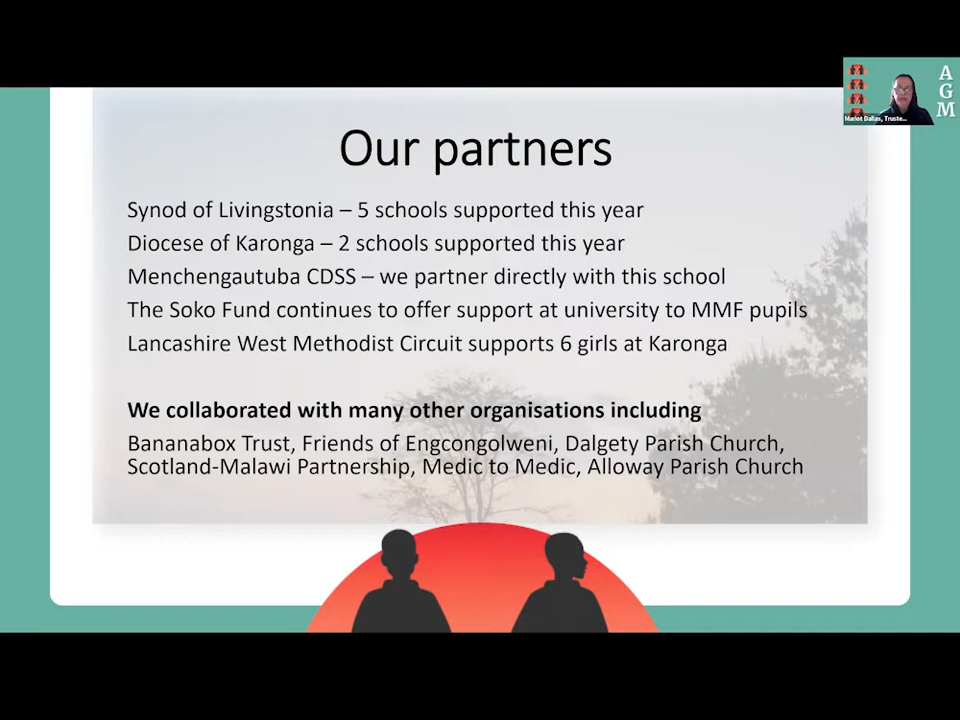 Our partners
Synod of Livingstonia – 5 schools supported this year
Diocese of Karonga – 2 schools supported this year
Menchengautuba CDSS – we partner directly with this school
The Soko Fund continues to offer support at university to MMF pupils
Lancashire West Methodist Circuit supports 6 girls at Karonga
We collaborated with many other organisations including
Bananabox Trust, Friends of Engcongolweni, Dalgety Parish Church,
Scotland-Malawi Partnership, Medic to Medic, Alloway Parish Church
A
G
M
Mariot Dallas, Truste...